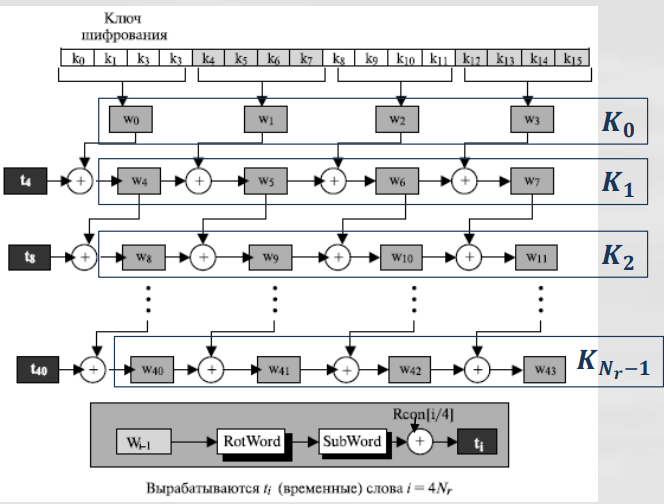 Ключ
шифрования
k0 k1 k3 k3 k4 k5 k6 k7 k8 k9 k10 k11 k12 k13 k14 k15
w0 w1 w2 w3 K0
t4 + w4 + w5 + w6 + w7 K1
t8 + w8 + w9 + w10 + w11 K2
t40 + w40 + w41 + w42 + w43 KNr−1
Rcon[i/4]
Wi-1 RotWord SubWord + ti
Вырабатываются ti (временные) слова i = 4Nr